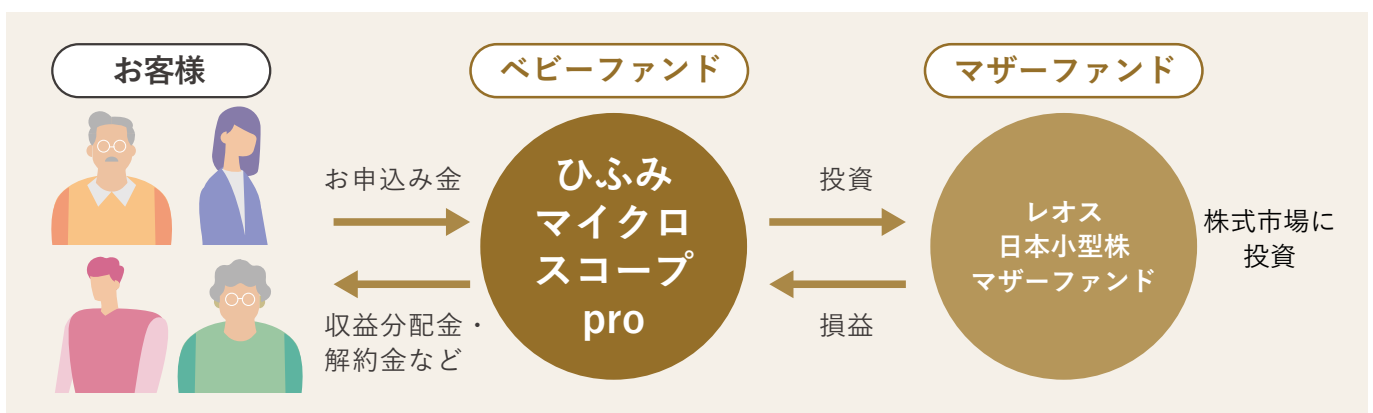 お客様
お申込み金
収益分配金・
解約金など
ベビーファンド
ひふみ
マイクロ
スコープ
pro
投資
損益
マザーファンド
レオス
日本小型株
マザーファンド
株式市場に
投資